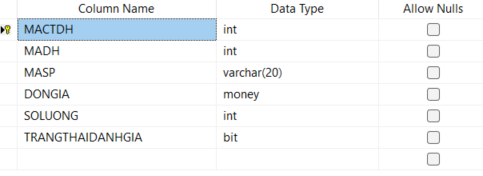 Column Name Data Type Allow Nulls
MACTDH int
MADH int
MASP varchar(20)
DONGIA money
SOLUONG int
TRANGTHAIDANHGIA bit